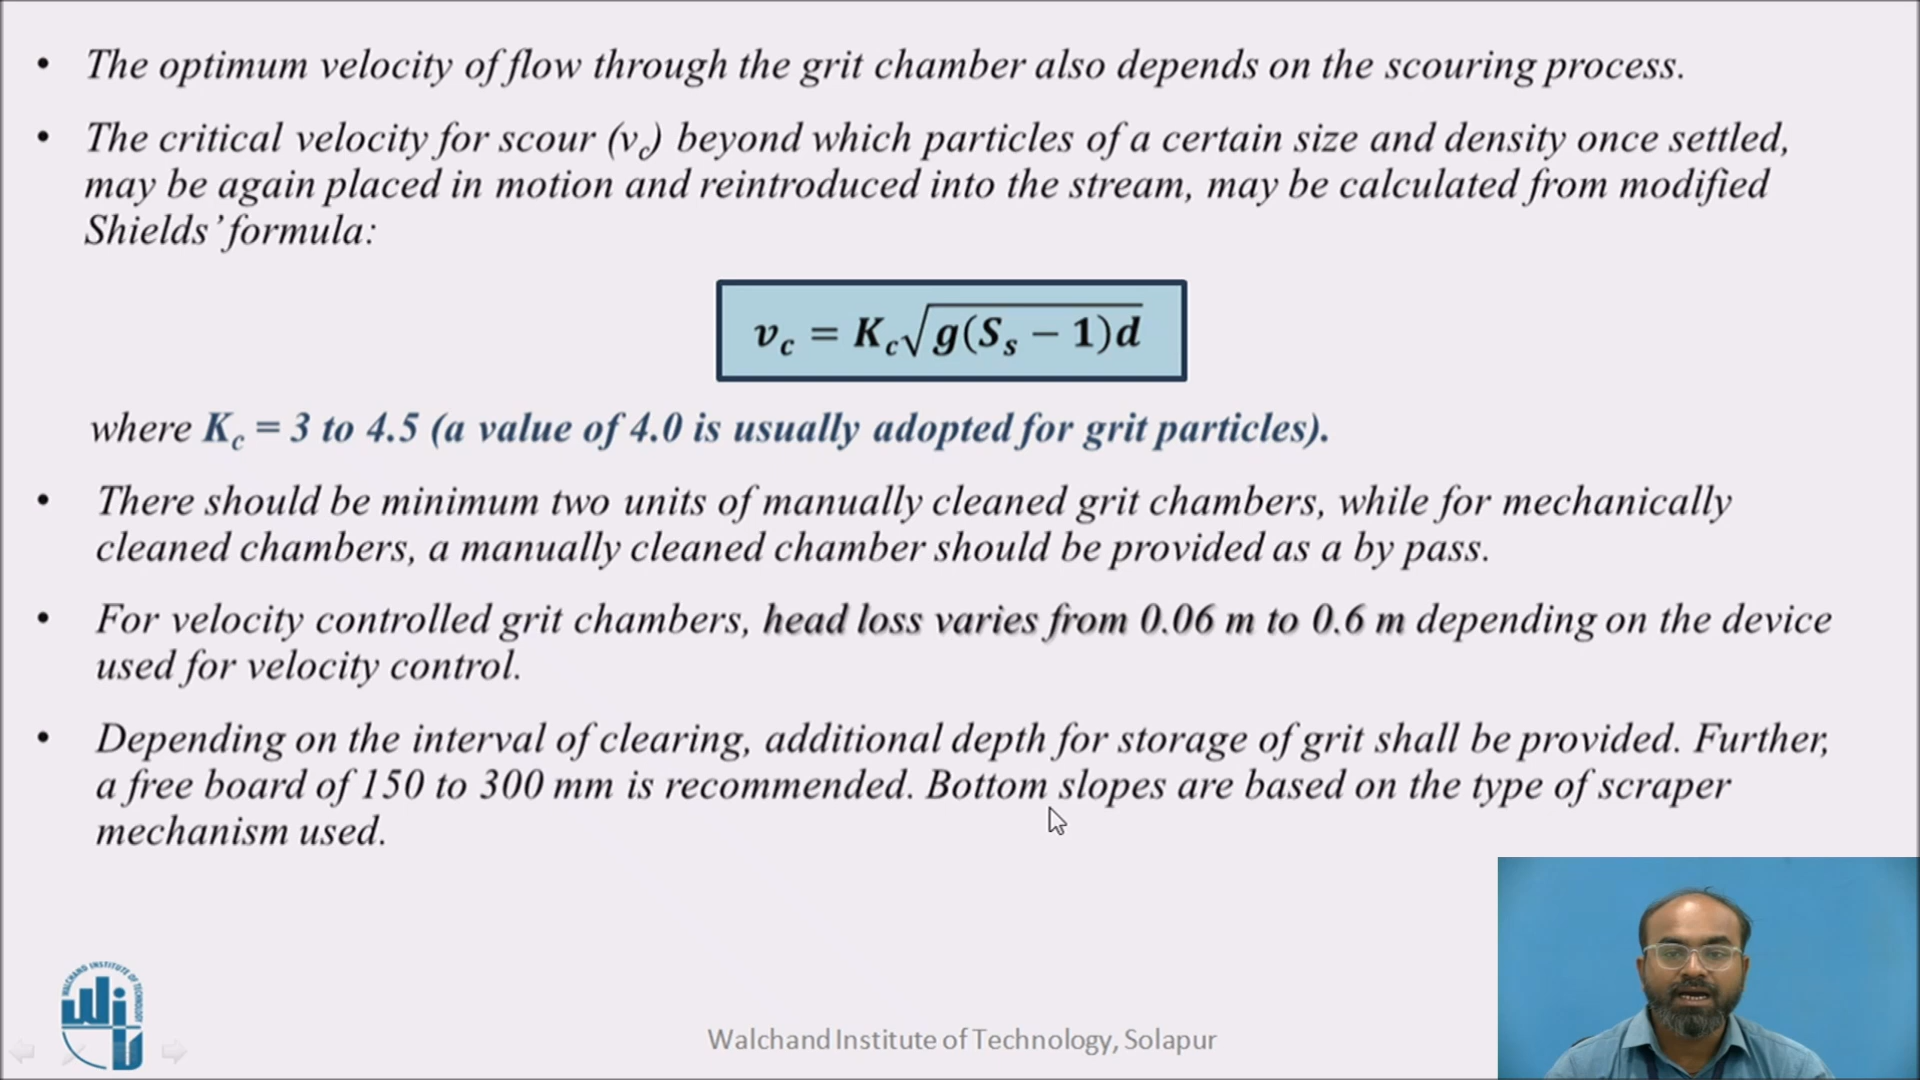 • The optimum velocity of flow through the grit chamber also depends on the scouring process.
• The critical velocity for scour (v꜀) beyond which particles of a certain size and density once settled,
may be again placed in motion and reintroduced into the stream, may be calculated from modified
Shields’ formula:
v꜀ = K꜀√g(Sₛ − 1)d
where K꜀ = 3 to 4.5 (a value of 4.0 is usually adopted for grit particles).
• There should be minimum two units of manually cleaned grit chambers, while for mechanically
cleaned chambers, a manually cleaned chamber should be provided as a by pass.
• For velocity controlled grit chambers, head loss varies from 0.06 m to 0.6 m depending on the device
used for velocity control.
• Depending on the interval of clearing, additional depth for storage of grit shall be provided. Further,
a free board of 150 to 300 mm is recommended. Bottom slopes are based on the type of scraper
mechanism used.
WALCHAND INSTITUTE OF TECHNOLOGY
wit
Walchand Institute of Technology, Solapur